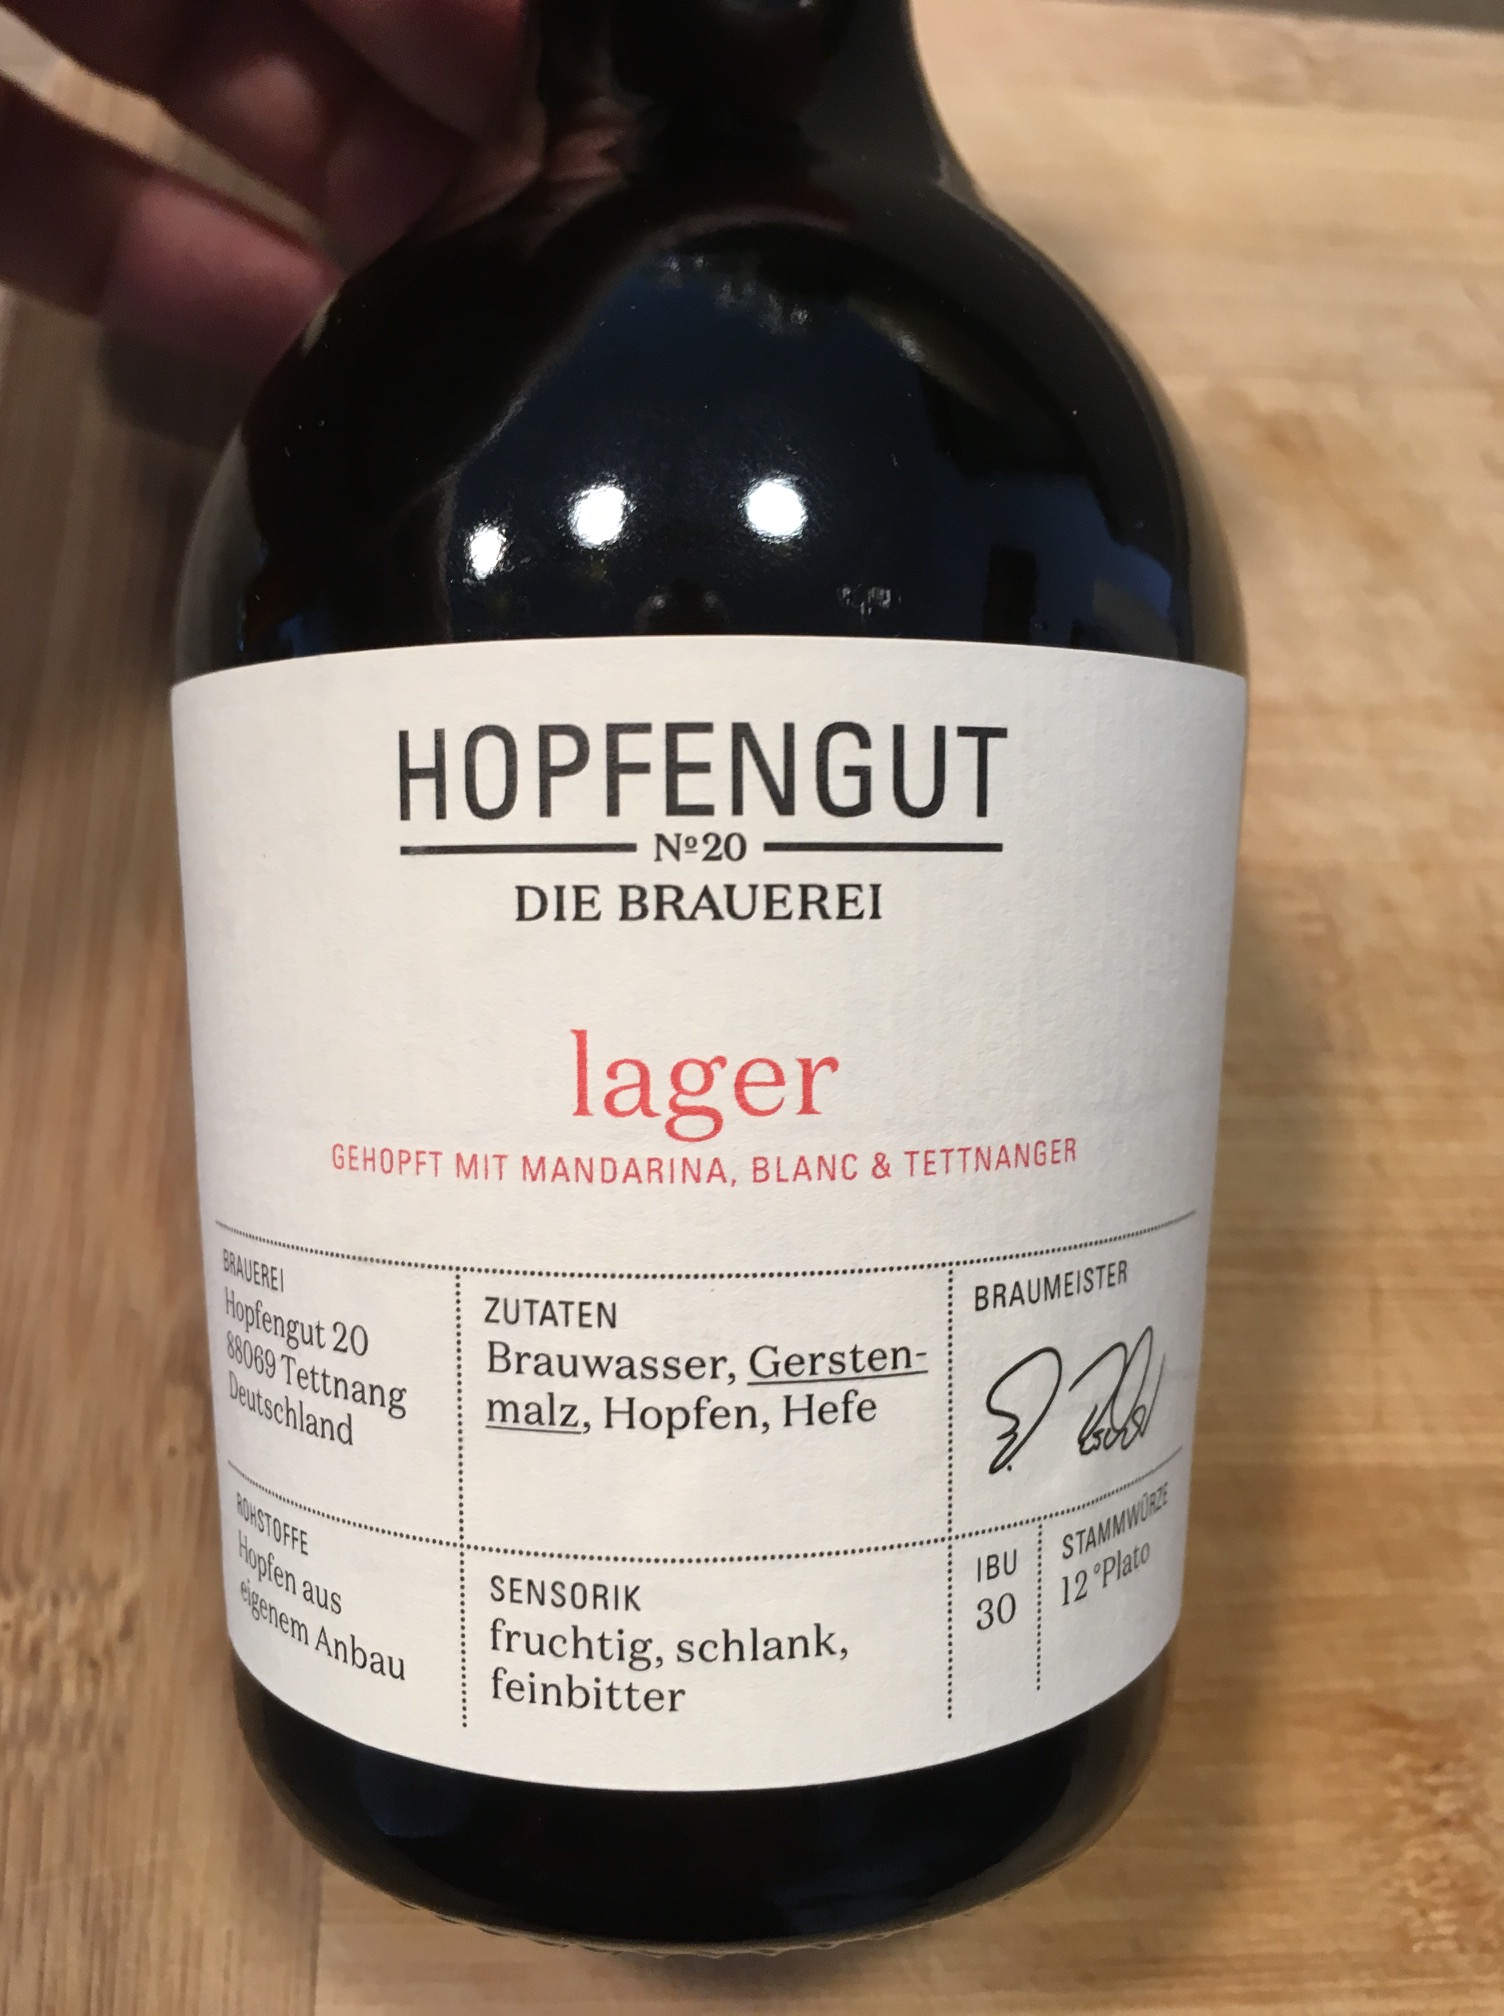 HOPFENGUT
Nº20
DIE BRAUEREI
lager
GEHOPFT MIT MANDARINA, BLANC & TETTNANGER
BRAUEREI
Hopfengut 20
88069 Tettnang
Deutschland
ZUTATEN
Brauwasser, Gersten-
malz, Hopfen, Hefe
BRAUMEISTER
ROHSTOFFE
Hopfen aus
eigenem Anbau
SENSORIK
fruchtig, schlank,
feinbitter
IBU
30
STAMMWÜRZE
12 °Plato